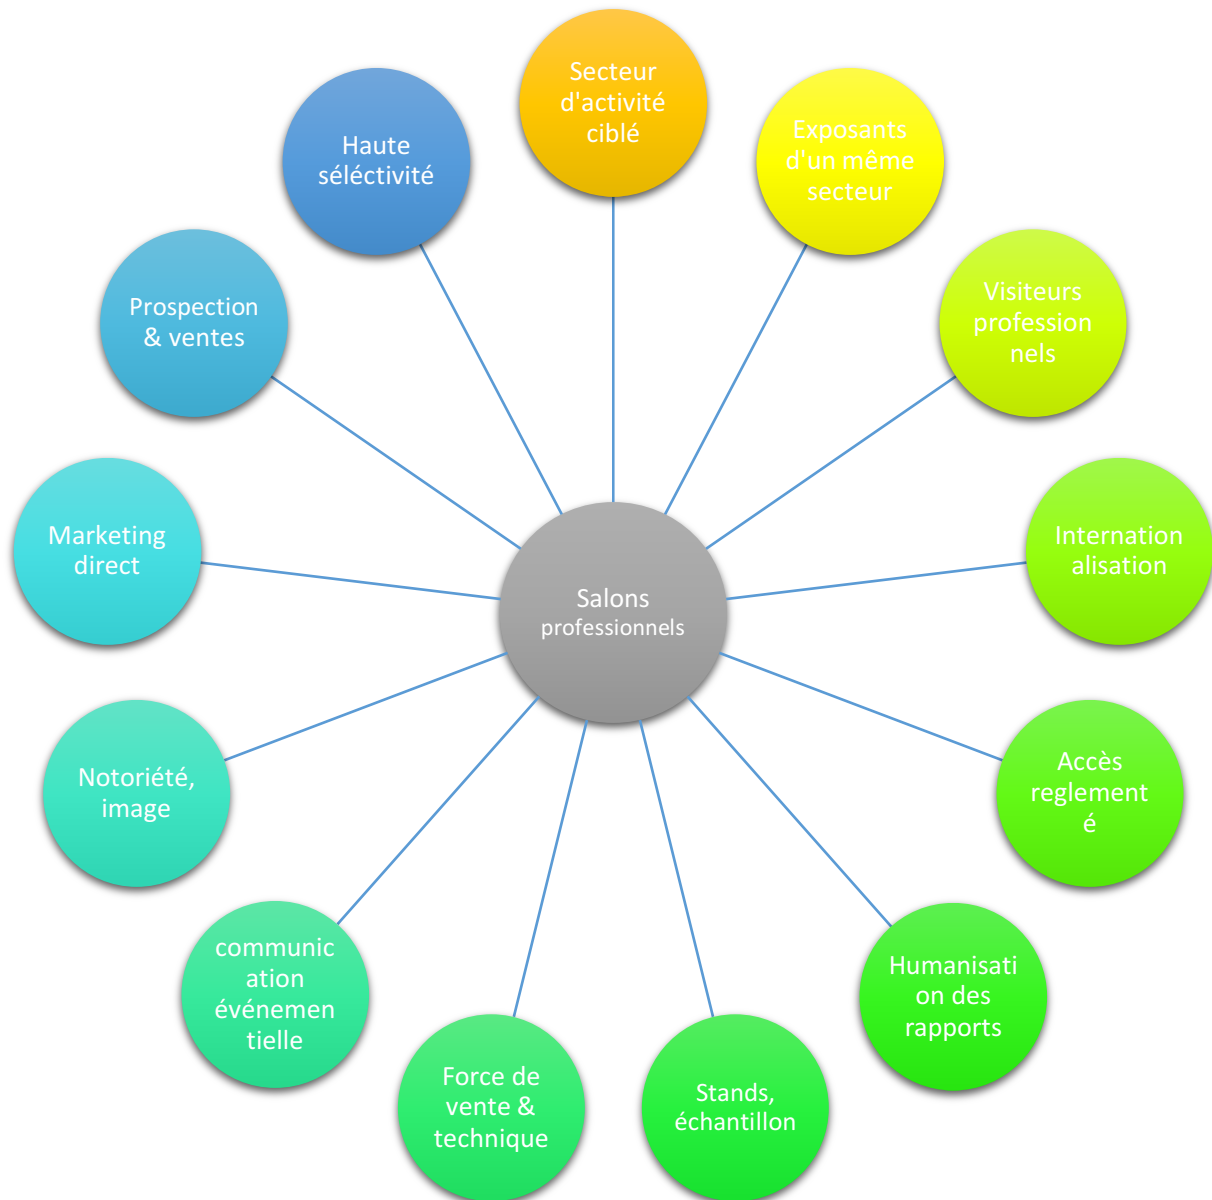 Secteur
d'activité
ciblé
Exposants
d'un même
secteur
Visiteurs
profession
nels
Internation
alisation
Accès
reglement
é
Humanisati
on des
rapports
Stands,
échantillon
Force de
vente &
technique
communic
ation
événemen
tielle
Notoriété,
image
Marketing
direct
Prospection
& ventes
Haute
séléctivité
Salons
professionnels